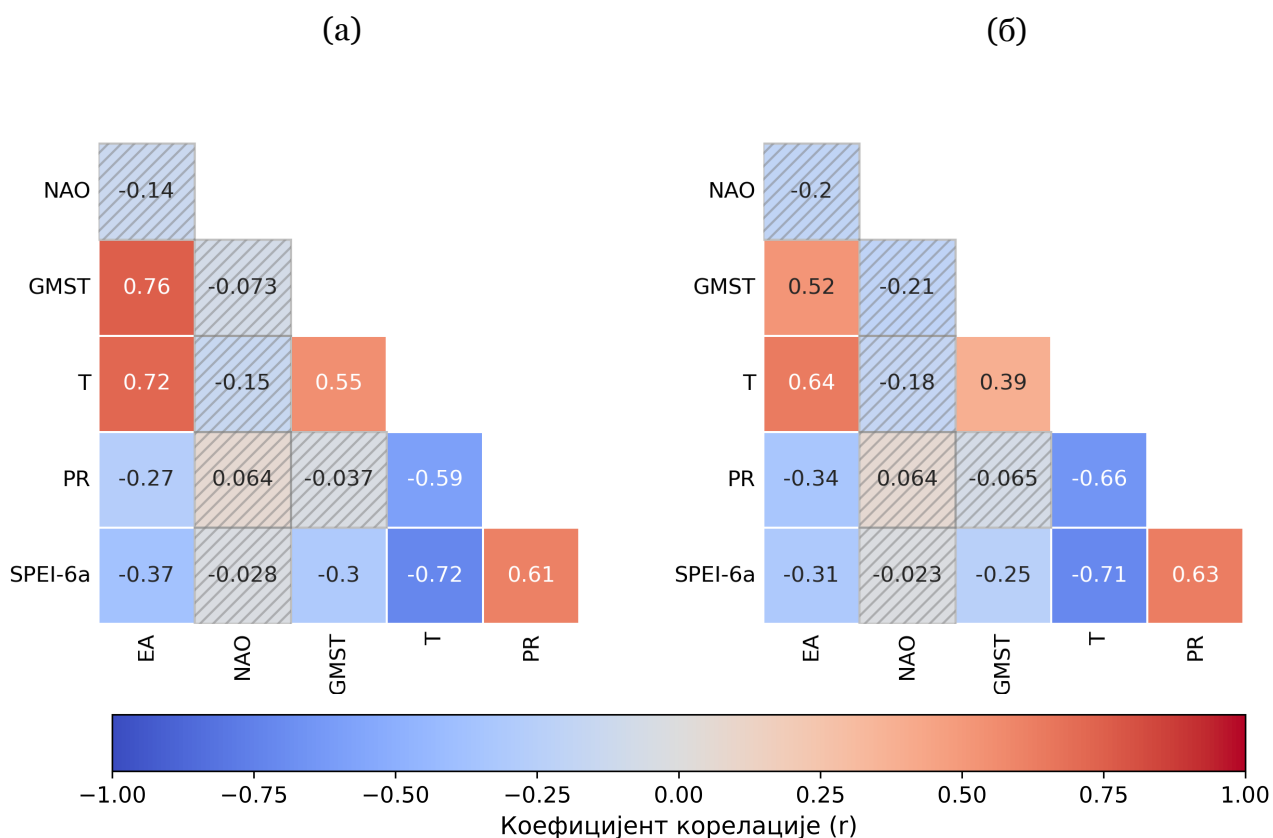 (а) (б)
NAO -0.14 NAO -0.2
GMST 0.76 -0.073 GMST 0.52 -0.21
T 0.72 -0.15 0.55 T 0.64 -0.18 0.39
PR -0.27 0.064 -0.037 -0.59 PR -0.34 0.064 -0.065 -0.66
SPEI-6a -0.37 -0.028 -0.3 -0.72 0.61 SPEI-6a -0.31 -0.023 -0.25 -0.71 0.63
EA NAO GMST T PR EA NAO GMST T PR
−1.00 −0.75 −0.50 −0.25 0.00 0.25 0.50 0.75 1.00
Коефицијент корелације (r)